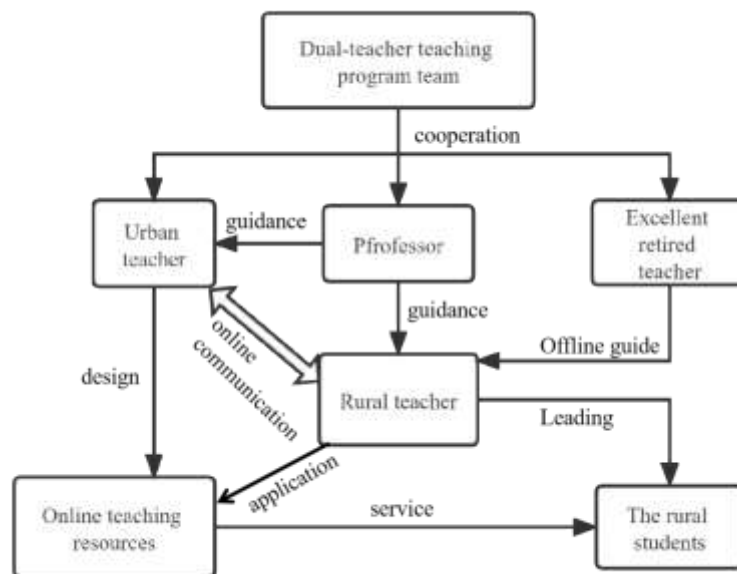 Dual-teacher teaching
program team
cooperation
Urban
teacher
guidance
Pfrofessor
Excellent
retired
teacher
guidance
online
communication
Offline guide
design
Rural teacher
Leading
application
Online teaching
resources
service
The rural
students